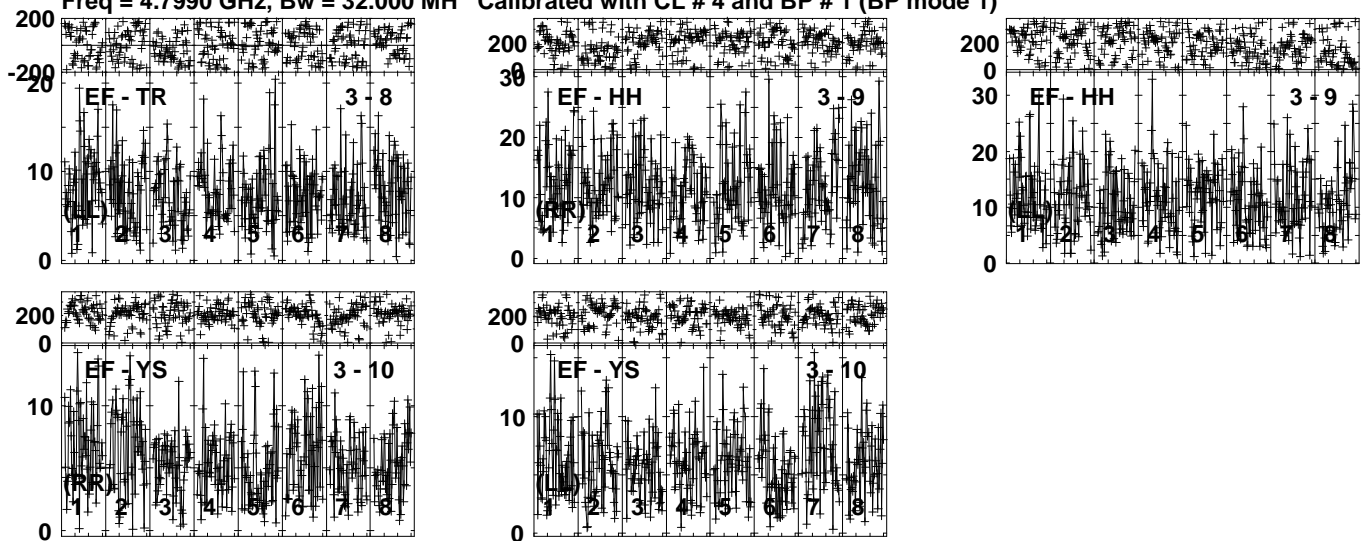 Freq = 4.7990 GHz, Bw = 32.000 MH Calibrated with CL # 4 and BP # 1 (BP mode 1)
200
-200
20
10
0
EF - TR 3 - 8
(LL)
1 2 3 4 5 6 7 8
200
0
30
20
10
0
EF - HH 3 - 9
(RR)
1 2 3 4 5 6 7 8
200
0
30
20
10
0
EF - HH 3 - 9
(LL)
1 2 3 4 5 6 7 8
200
0
10
0
EF - YS 3 - 10
(RR)
1 2 3 4 5 6 7 8
200
0
10
0
EF - YS 3 - 10
(LL)
1 2 3 4 5 6 7 8